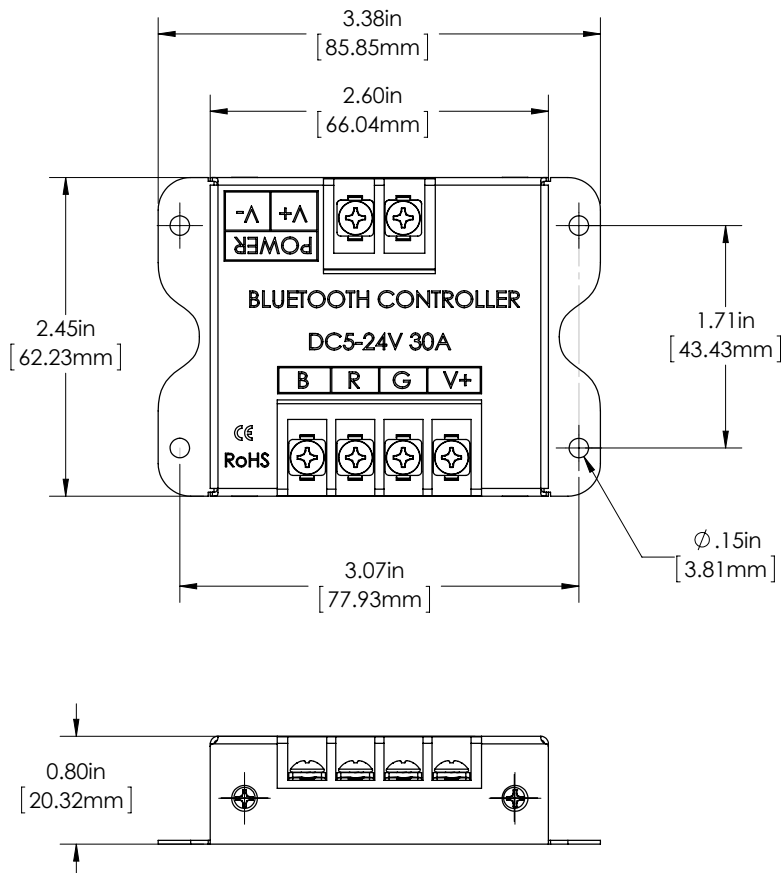 3.38in
[85.85mm]
2.60in
[66.04mm]
V- V+
POWER
BLUETOOTH CONTROLLER
2.45in
[62.23mm]
1.71in
[43.43mm]
DC5-24V 30A
B R G V+
CE
RoHS
3.07in
[77.93mm]
Ø.15in
[3.81mm]
0.80in
[20.32mm]